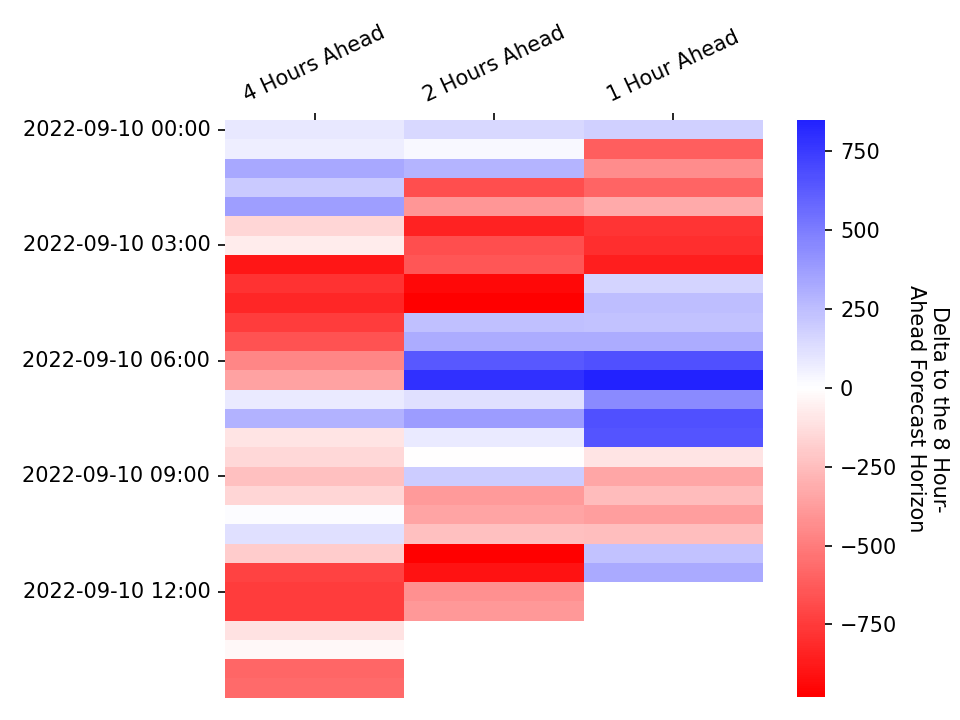 4 Hours Ahead
2 Hours Ahead
1 Hour Ahead
2022-09-10 00:00
2022-09-10 03:00
2022-09-10 06:00
2022-09-10 09:00
2022-09-10 12:00
750
500
250
0
−250
−500
−750
Delta to the 8 Hour-
Ahead Forecast Horizon